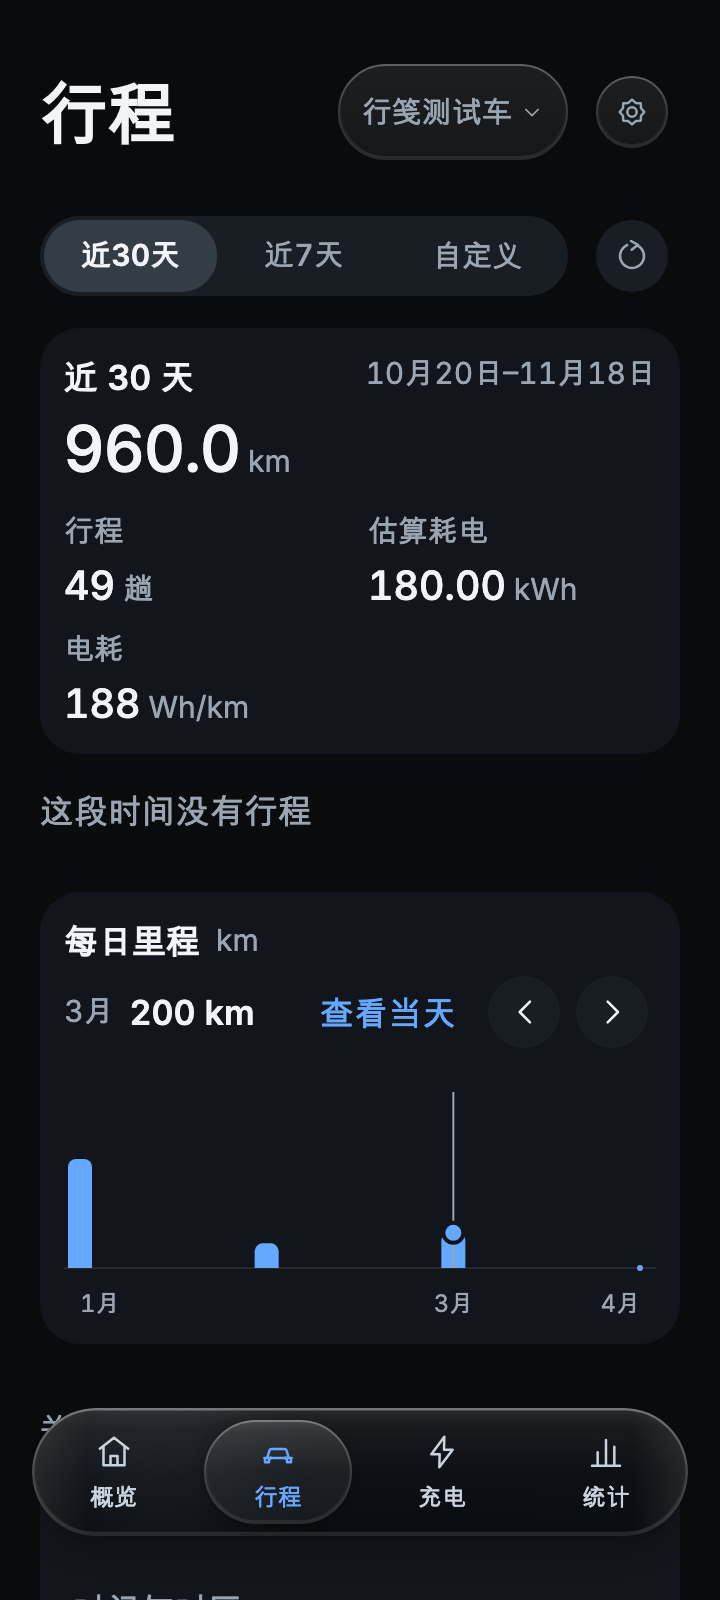 行程
行笺测试车
近30天
近7天
自定义
近 30 天
10月20日–11月18日
960.0 km
行程
估算耗电
49 趟
180.00 kWh
电耗
188 Wh/km
这段时间没有行程
每日里程 km
3月 200 km 查看当天
1月
3月
4月
概览
行程
充电
统计